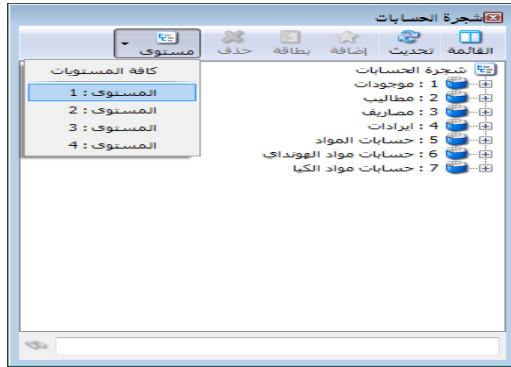 شجرة الحسابات
القائمة تحديث إضافة بطاقة حذف مستوى
كافة المستويات
المستوى : 1
المستوى : 2
المستوى : 3
المستوى : 4
شجرة الحسابات
1 : موجودات
2 : مطاليب
3 : مصاريف
4 : ايرادات
5 : حسابات المواد
6 : حسابات مواد الهونداي
7 : حسابات مواد الكيا